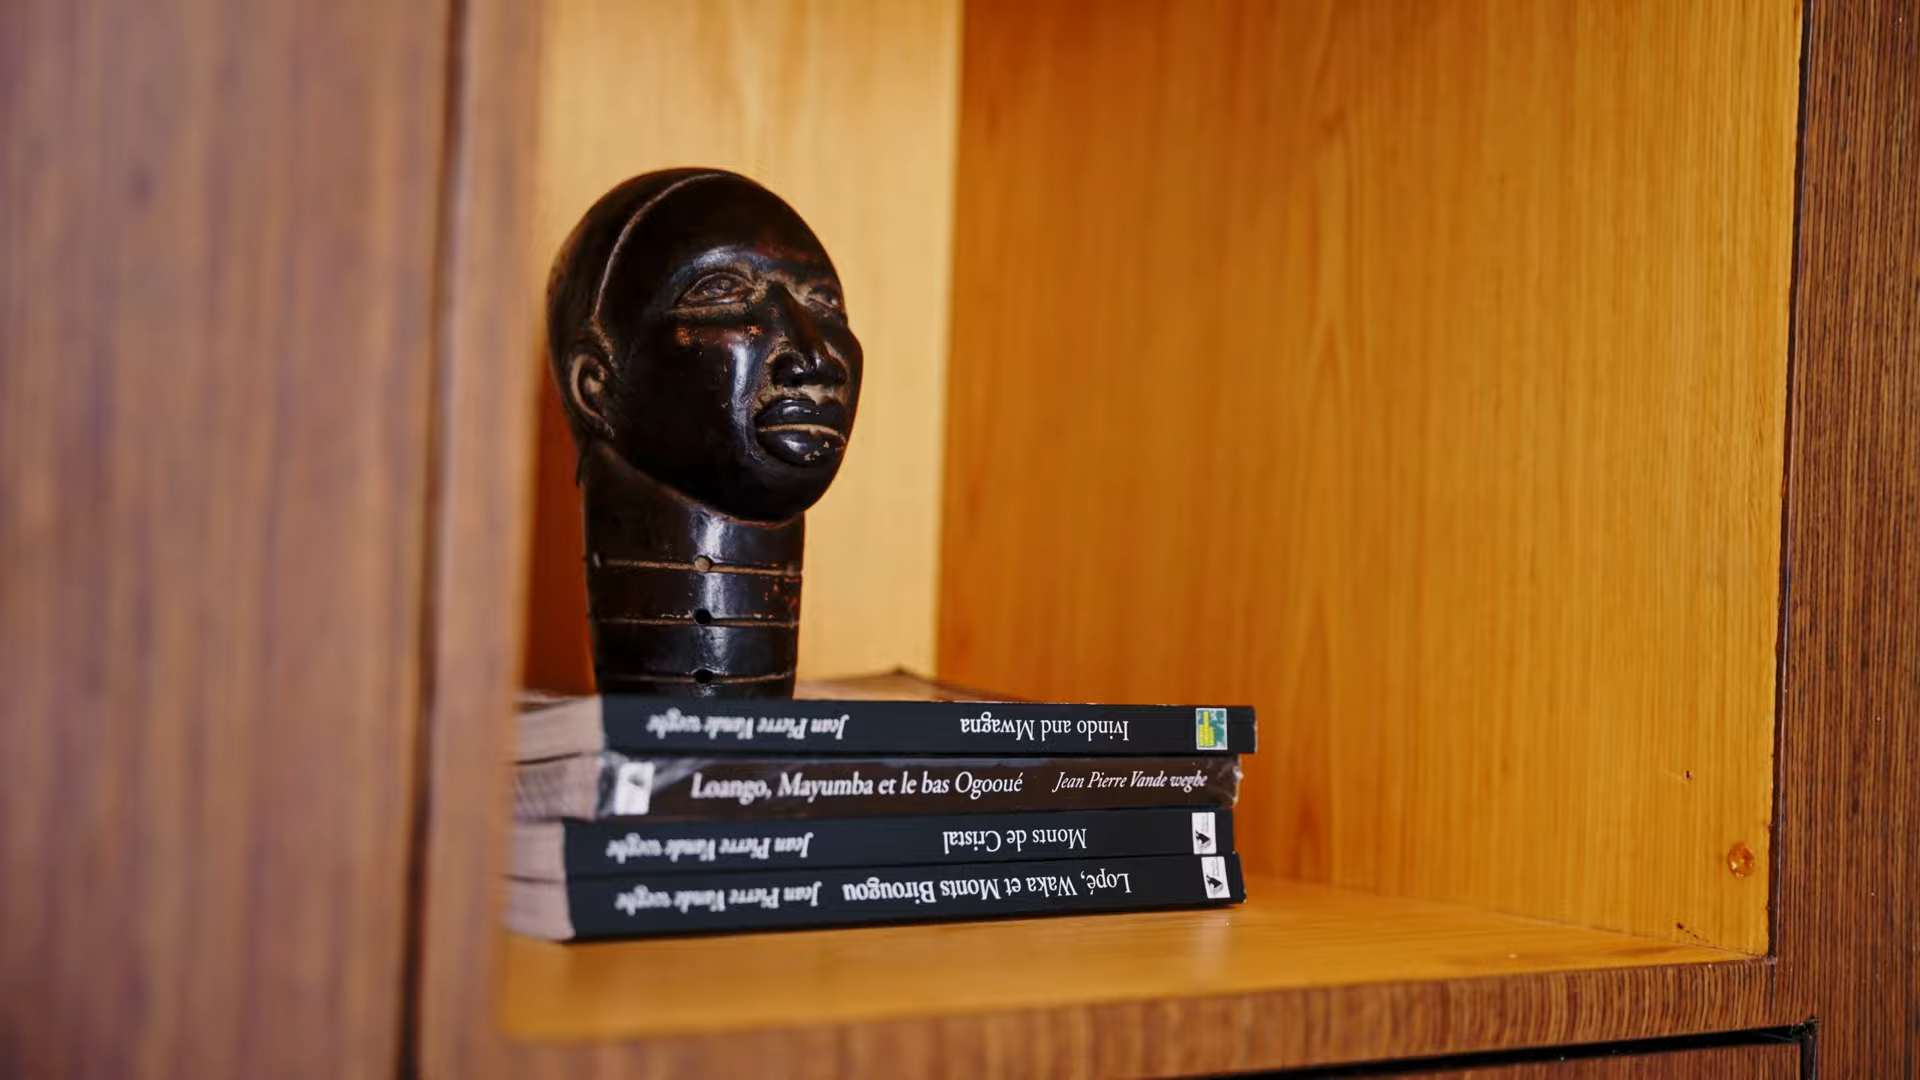 Ivindo and Mwagna Jean Pierre Vande weghe
Loango, Mayumba et le bas Ogooué Jean Pierre Vande weghe
Monts de Cristal Jean Pierre Vande weghe
Lopé, Waka et Monts Birougou Jean Pierre Vande weghe